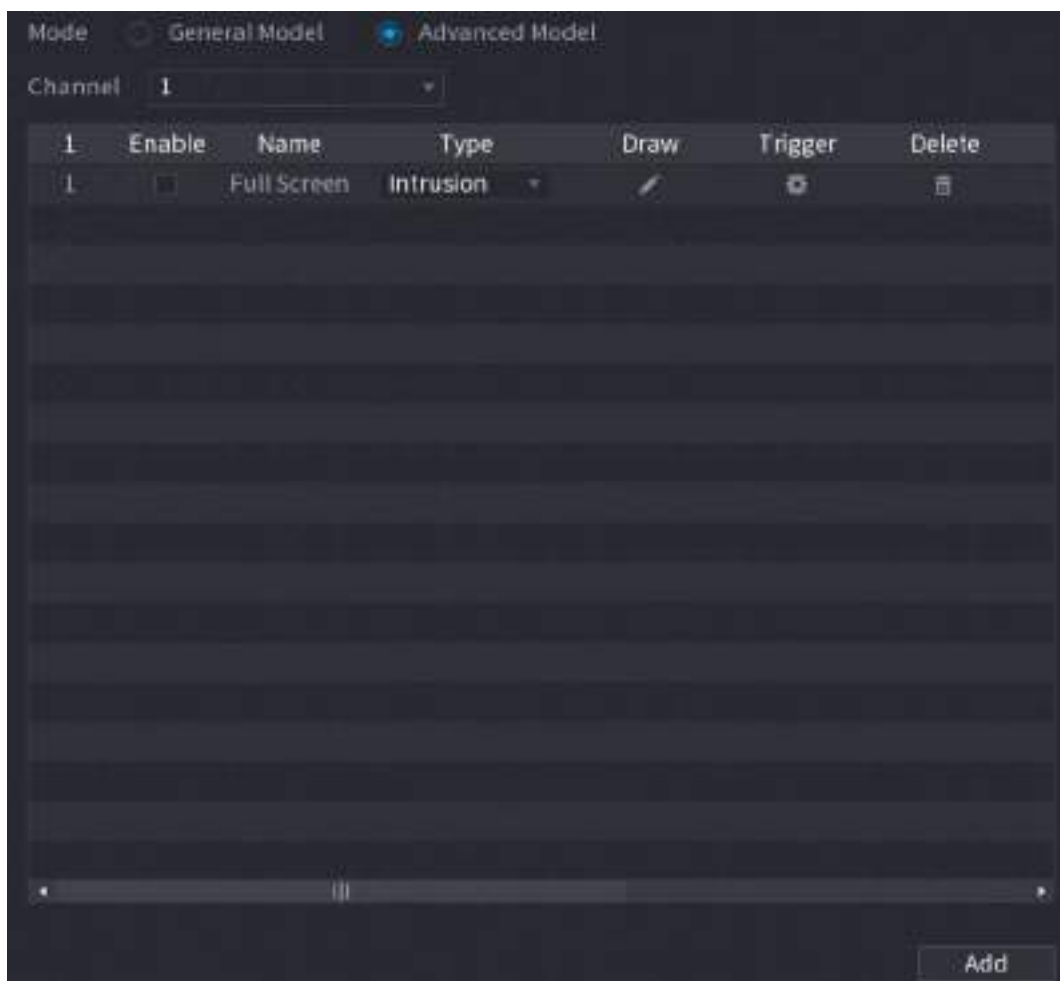 Mode General Model Advanced Model
Channel 1
1 Enable Name Type Draw Trigger Delete
1 Full Screen Intrusion
Add